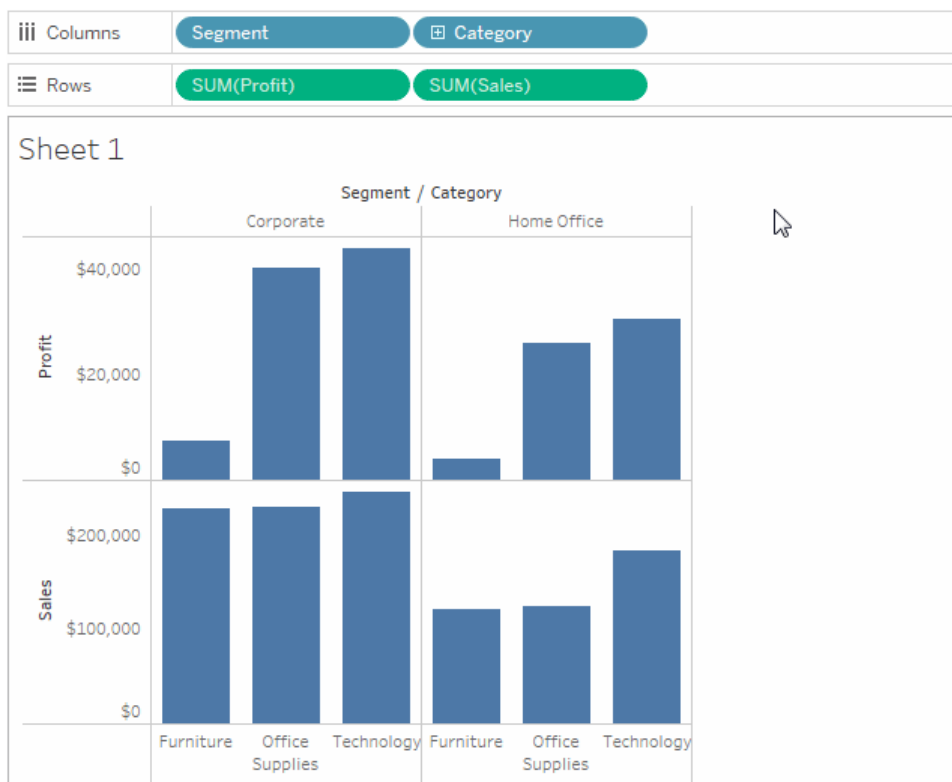 Columns Segment Category
Rows SUM(Profit) SUM(Sales)
Sheet 1
Segment / Category
Corporate Home Office
$40,000
Profit
$20,000
$0
$200,000
Sales
$100,000
$0
Furniture Office Technology Furniture Office Technology
Supplies Supplies